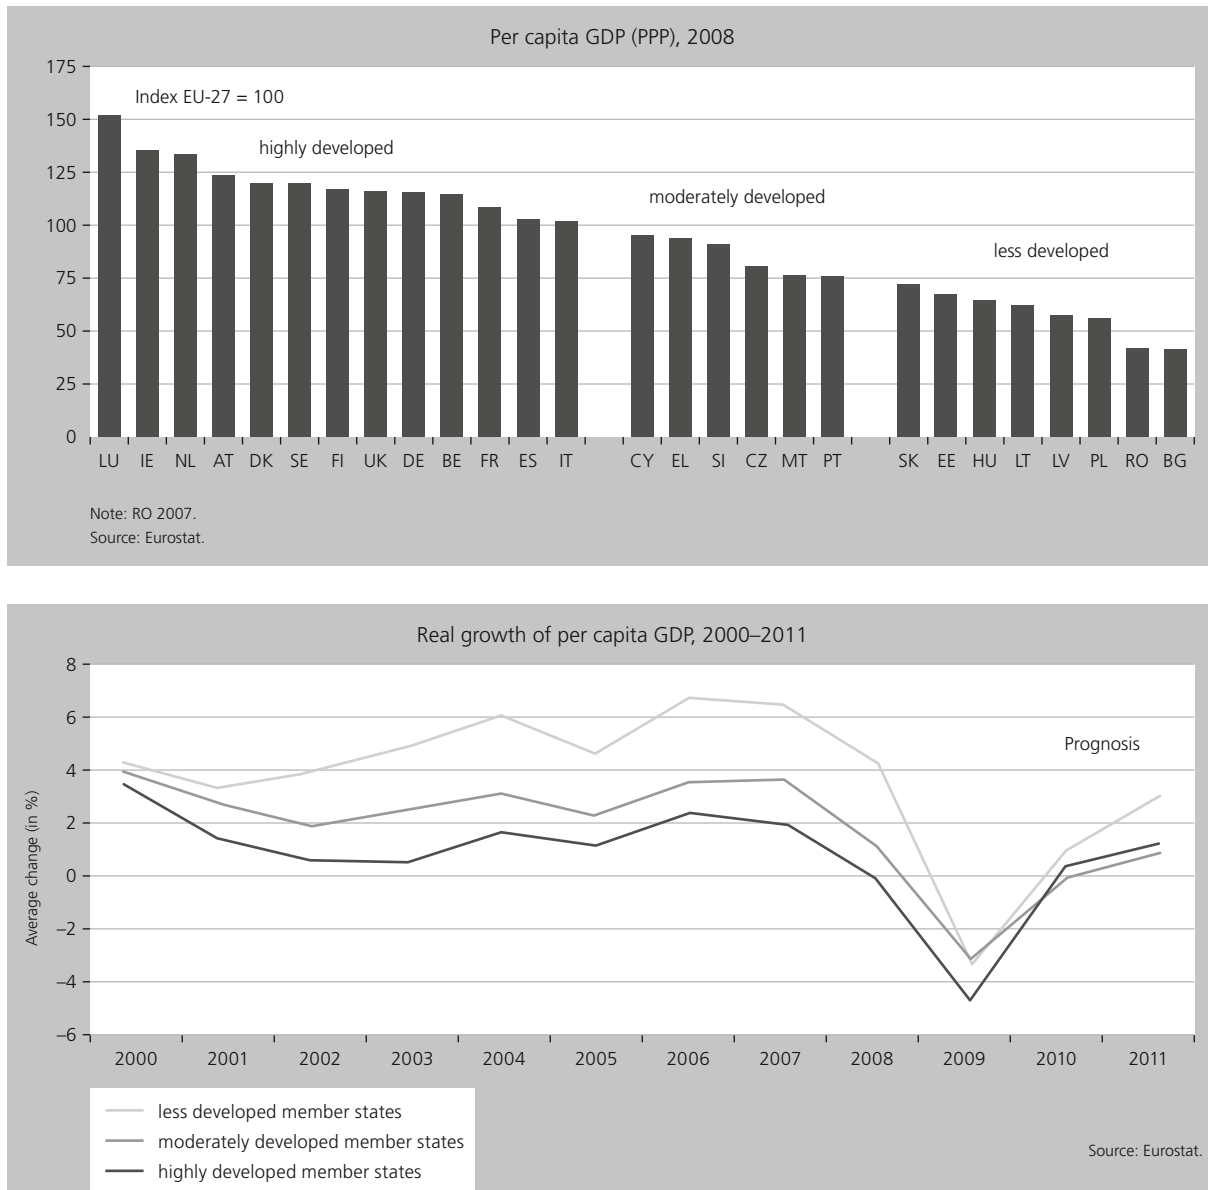 Per capita GDP (PPP), 2008
175
Index EU-27 = 100
150
highly developed
125
moderately developed
100
less developed
75
50
25
0
LU IE NL AT DK SE FI UK DE BE FR ES IT CY EL SI CZ MT PT SK EE HU LT LV PL RO BG
Note: RO 2007.
Source: Eurostat.
Real growth of per capita GDP, 2000–2011
8
6
Prognosis
4
2
0
–2
–4
–6
Average change (in %)
2000 2001 2002 2003 2004 2005 2006 2007 2008 2009 2010 2011
less developed member states
moderately developed member states
highly developed member states
Source: Eurostat.